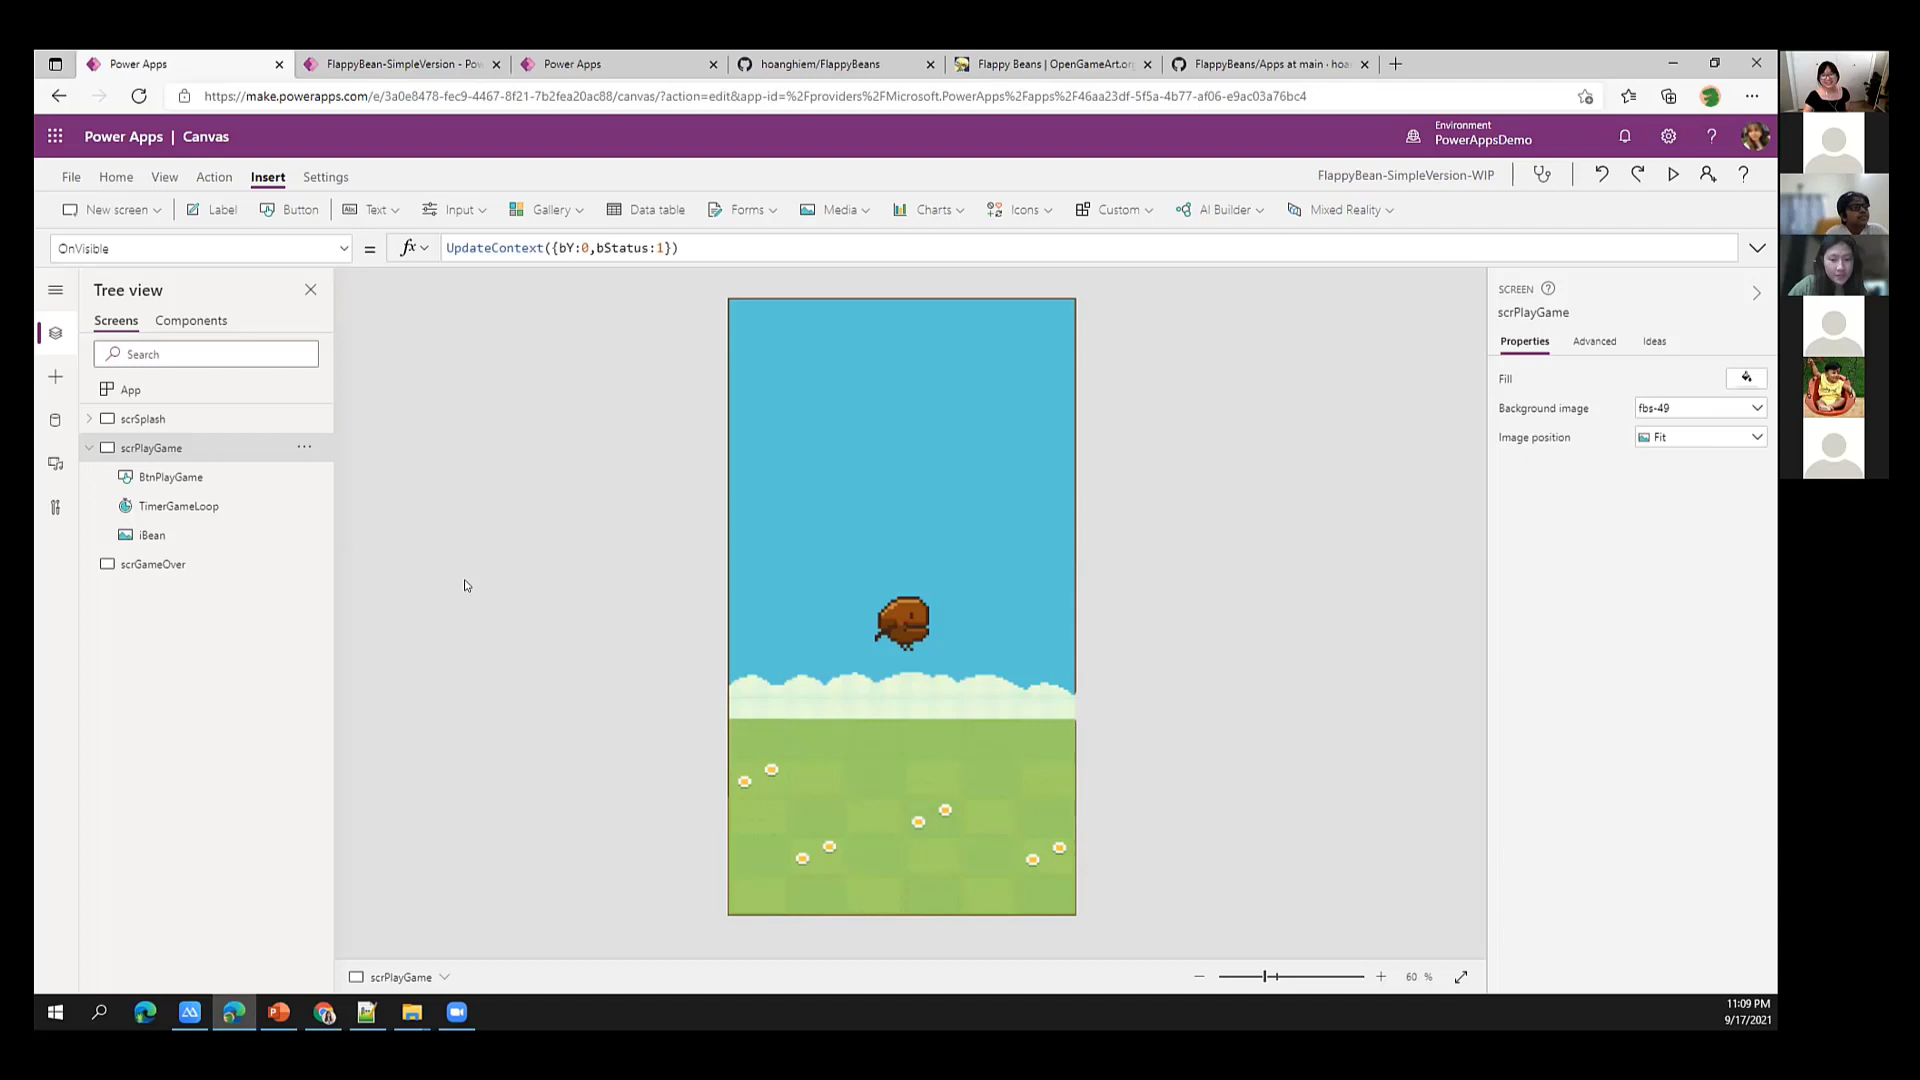 Power Apps
FlappyBean-SimpleVersion - Po
Power Apps
hoanghiem/FlappyBeans
Flappy Beans | OpenGameArt.or
FlappyBeans/Apps at main · hoa
https://make.powerapps.com/e/3a0e8478-fec9-4467-8f21-7b2fea20ac88/canvas/?action=edit&app-id=%2Fproviders%2FMicrosoft.PowerApps%2Fapps%2F46aa23df-5f5a-4b77-af06-e9ac03a76bc4
Power Apps | Canvas
Environment
PowerAppsDemo
File Home View Action Insert Settings
FlappyBean-SimpleVersion-WIP
New screen Label Button Text Input Gallery Data table Forms Media Charts Icons Custom AI Builder Mixed Reality
OnVisible = fx UpdateContext({bY:0,bStatus:1})
Tree view
Screens Components
Search
App
scrSplash
scrPlayGame
BtnPlayGame
TimerGameLoop
iBean
scrGameOver
SCREEN
scrPlayGame
Properties Advanced Ideas
Fill
Background image fbs-49
Image position Fit
scrPlayGame
60 %
11:09 PM
9/17/2021